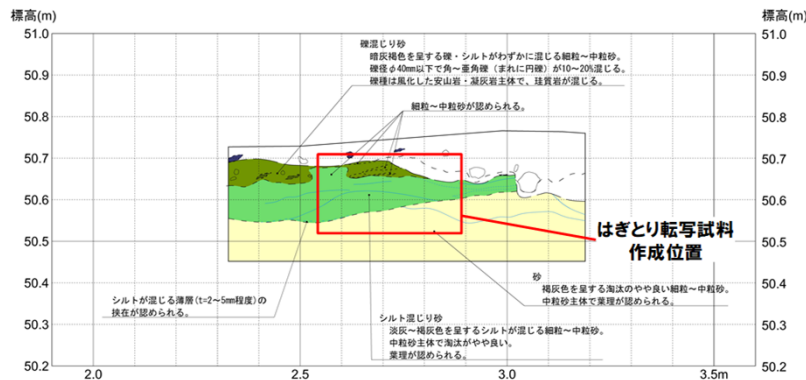 標高(m)
標高(m)
51.0
51.0
礫混じり砂
暗灰褐色を呈する礫・シルトがわずかに混じる細粒～中粒砂。
礫径φ40mm以下で角～亜角礫（まれに円礫）が10～20%混じる。
礫種は風化した安山岩・凝灰岩主体で、珪質岩が混じる。
50.9
50.9
細粒～中粒砂が認められる。
50.8
50.8
50.7
50.7
50.6
50.6
はぎとり転写試料
作成位置
50.5
50.5
砂
褐灰色を呈する淘汰のやや良い細粒～中粒砂。
中粒砂主体で葉理が認められる。
50.4
50.4
シルトが混じる薄層(t=2～5mm程度)の
挟在が認められる。
シルト混じり砂
淡灰～褐灰色を呈するシルトが混じる細粒～中粒砂。
中粒砂主体で淘汰がやや良い。
葉理が認められる。
50.3
50.3
50.2
50.2
2.0
2.5
3.0
3.5m